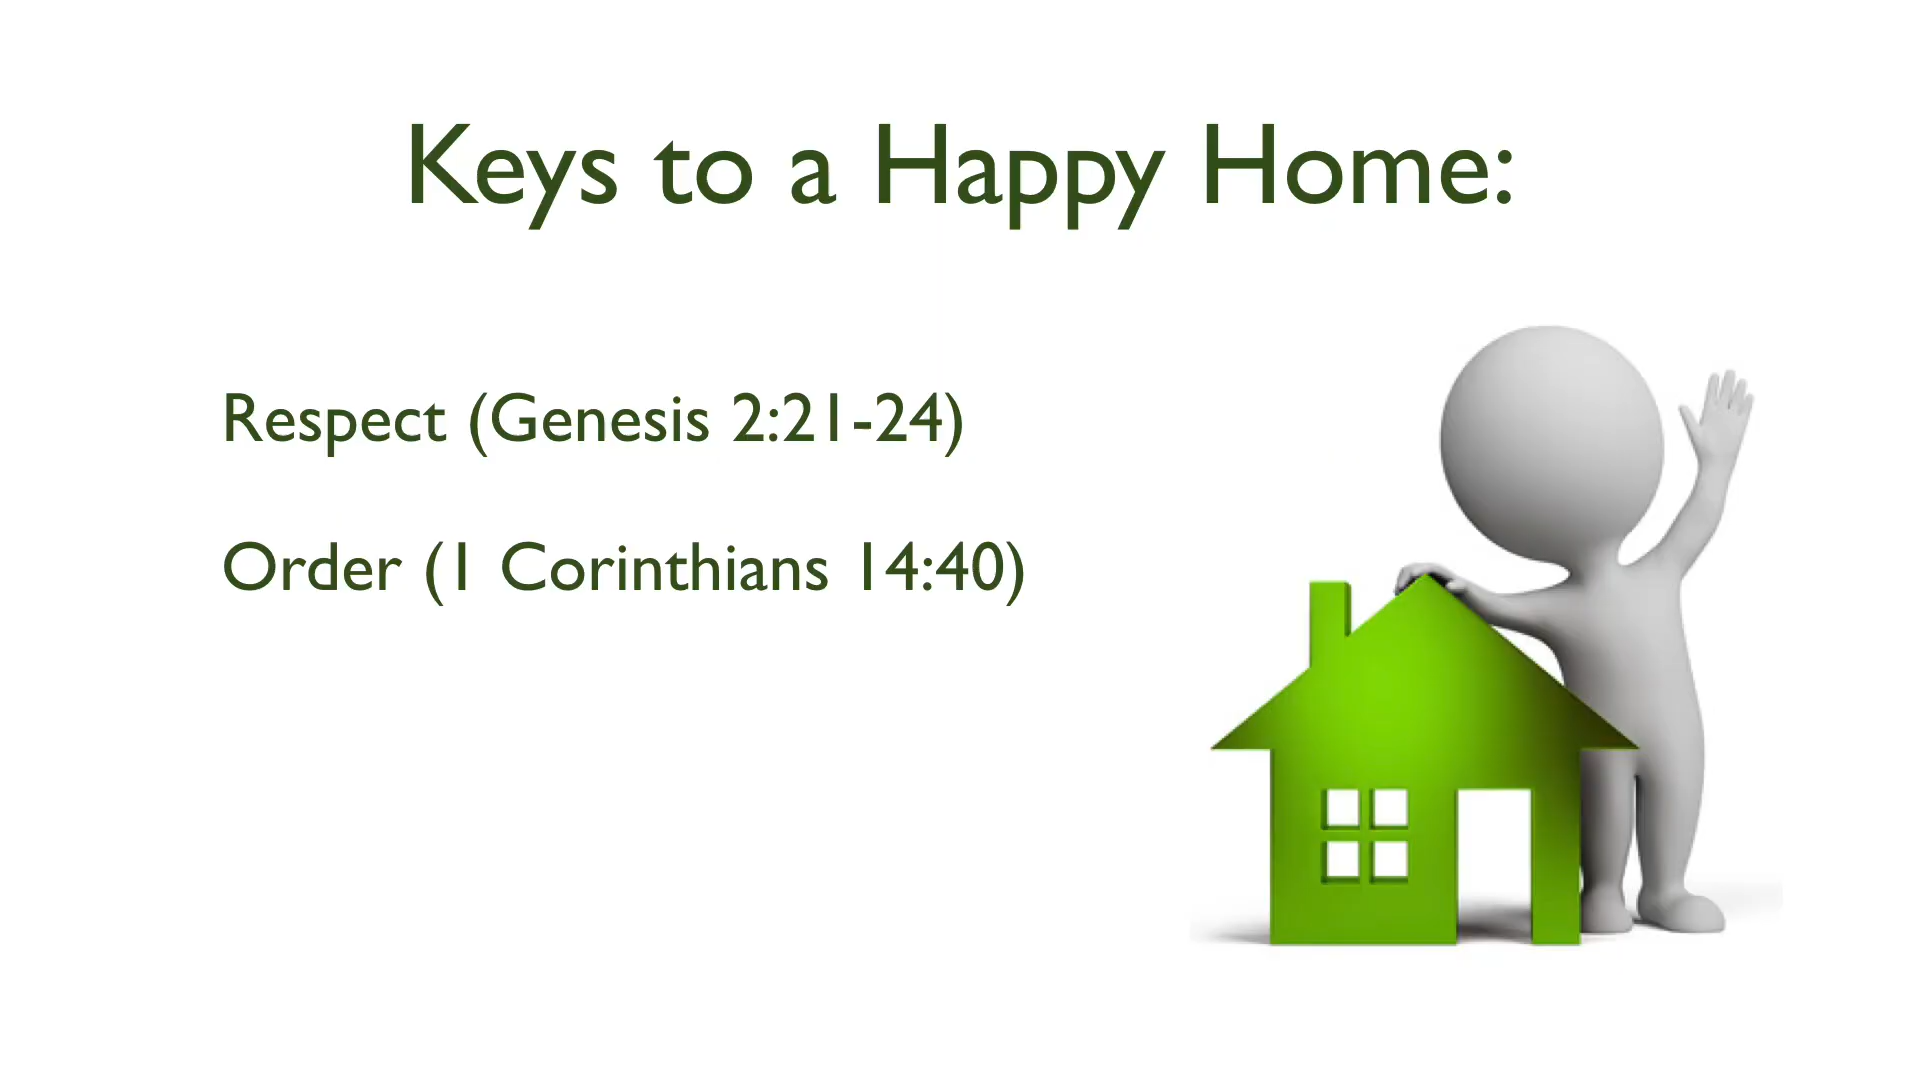 Keys to a Happy Home:
Respect (Genesis 2:21-24)
Order (1 Corinthians 14:40)